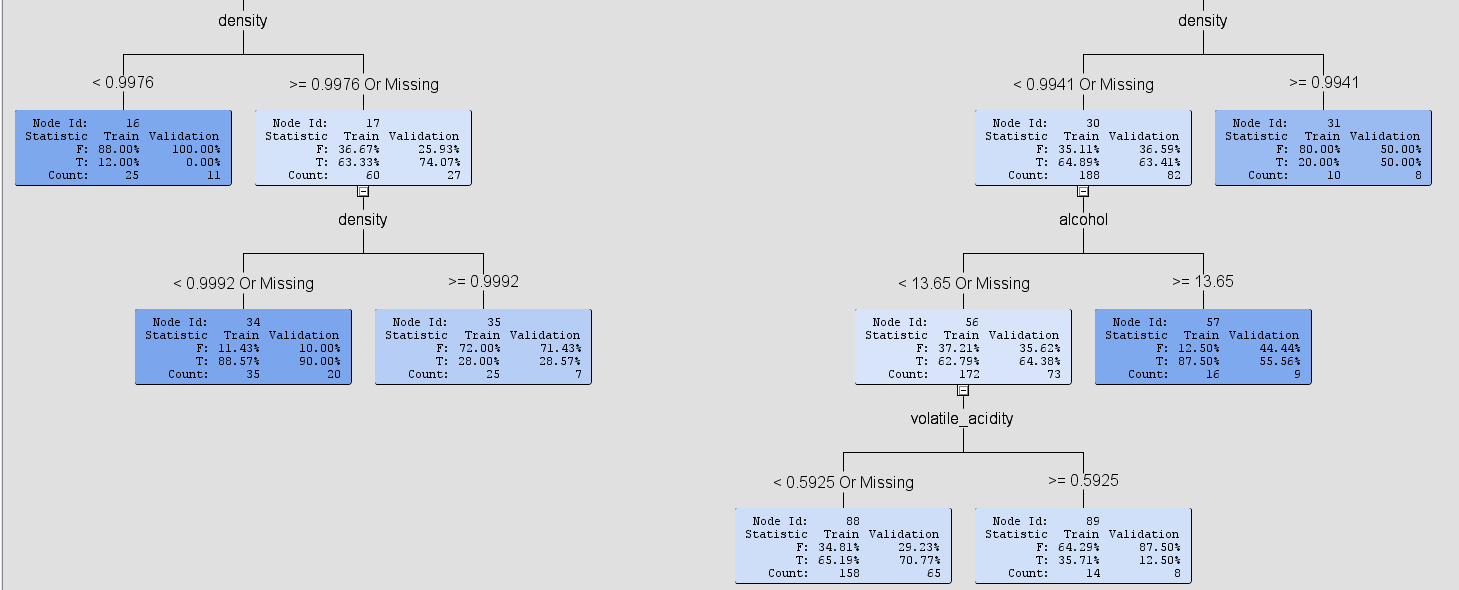 density
density
< 0.9976
>= 0.9976 Or Missing
< 0.9941 Or Missing
>= 0.9941
Node Id: 16
Statistic Train Validation
F: 88.00% 100.00%
T: 12.00% 0.00%
Count: 25 11
Node Id: 17
Statistic Train Validation
F: 36.67% 25.93%
T: 63.33% 74.07%
Count: 60 27
Node Id: 30
Statistic Train Validation
F: 35.11% 36.59%
T: 64.89% 63.41%
Count: 188 82
Node Id: 31
Statistic Train Validation
F: 80.00% 50.00%
T: 20.00% 50.00%
Count: 10 8
density
alcohol
< 0.9992 Or Missing
>= 0.9992
< 13.65 Or Missing
>= 13.65
Node Id: 34
Statistic Train Validation
F: 11.43% 10.00%
T: 88.57% 90.00%
Count: 35 20
Node Id: 35
Statistic Train Validation
F: 72.00% 71.43%
T: 28.00% 28.57%
Count: 25 7
Node Id: 56
Statistic Train Validation
F: 37.21% 35.62%
T: 62.79% 64.38%
Count: 172 73
Node Id: 57
Statistic Train Validation
F: 12.50% 44.44%
T: 87.50% 55.56%
Count: 16 9
volatile_acidity
< 0.5925 Or Missing
>= 0.5925
Node Id: 88
Statistic Train Validation
F: 34.81% 29.23%
T: 65.19% 70.77%
Count: 158 65
Node Id: 89
Statistic Train Validation
F: 64.29% 87.50%
T: 35.71% 12.50%
Count: 14 8